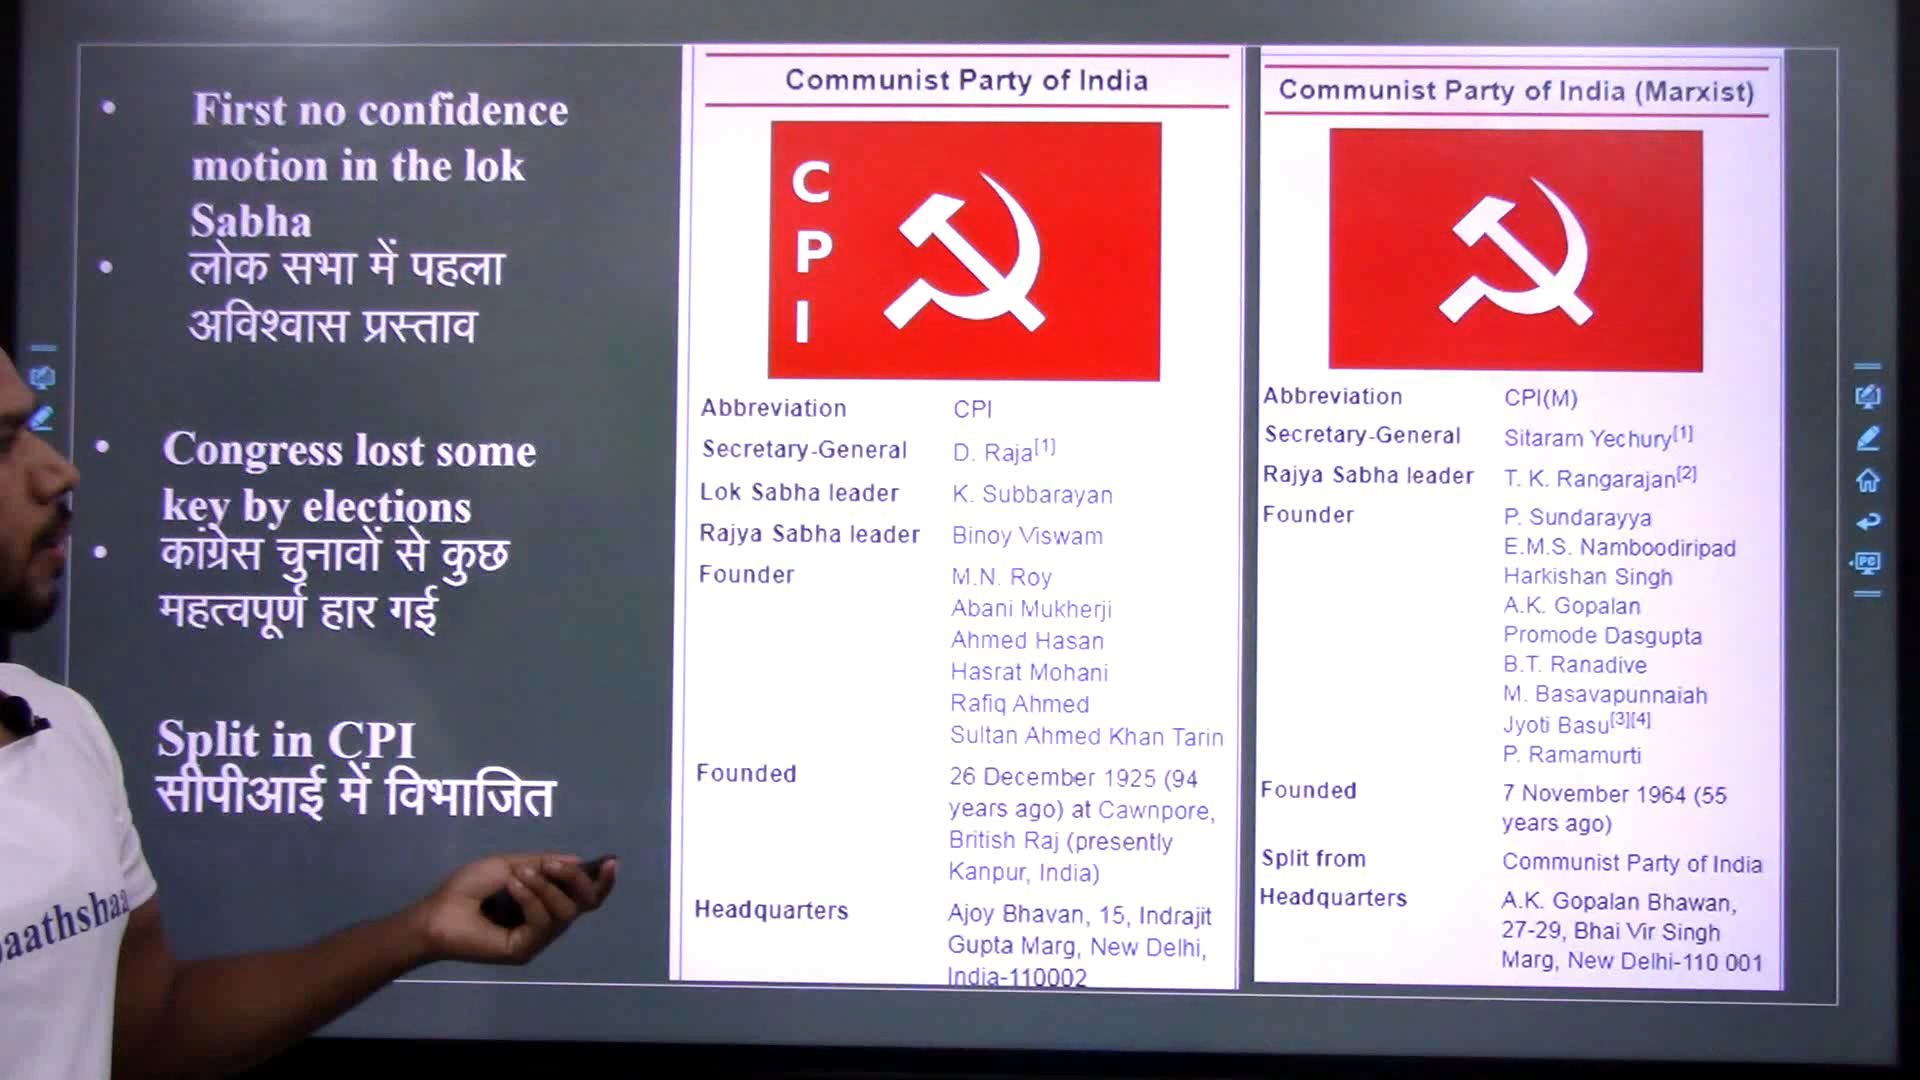 First no confidence
motion in the lok
Sabha
लोक सभा में पहला
अविश्वास प्रस्ताव
Congress lost some
key by elections
कांग्रेस चुनावों से कुछ
महत्वपूर्ण हार गई
Split in CPI
सीपीआई में विभाजित
Communist Party of India
C
P
I
Abbreviation CPI
Secretary-General D. Raja[1]
Lok Sabha leader K. Subbarayan
Rajya Sabha leader Binoy Viswam
Founder M.N. Roy
Abani Mukherji
Ahmed Hasan
Hasrat Mohani
Rafiq Ahmed
Sultan Ahmed Khan Tarin
Founded 26 December 1925 (94
years ago) at Cawnpore,
British Raj (presently
Kanpur, India)
Headquarters Ajoy Bhavan, 15, Indrajit
Gupta Marg, New Delhi,
India-110002
Communist Party of India (Marxist)
Abbreviation CPI(M)
Secretary-General Sitaram Yechury[1]
Rajya Sabha leader T. K. Rangarajan[2]
Founder P. Sundarayya
E.M.S. Namboodiripad
Harkishan Singh
A.K. Gopalan
Promode Dasgupta
B.T. Ranadive
M. Basavapunnaiah
Jyoti Basu[3][4]
P. Ramamurti
Founded 7 November 1964 (55
years ago)
Split from Communist Party of India
Headquarters A.K. Gopalan Bhawan,
27-29, Bhai Vir Singh
Marg, New Delhi-110 001
PC